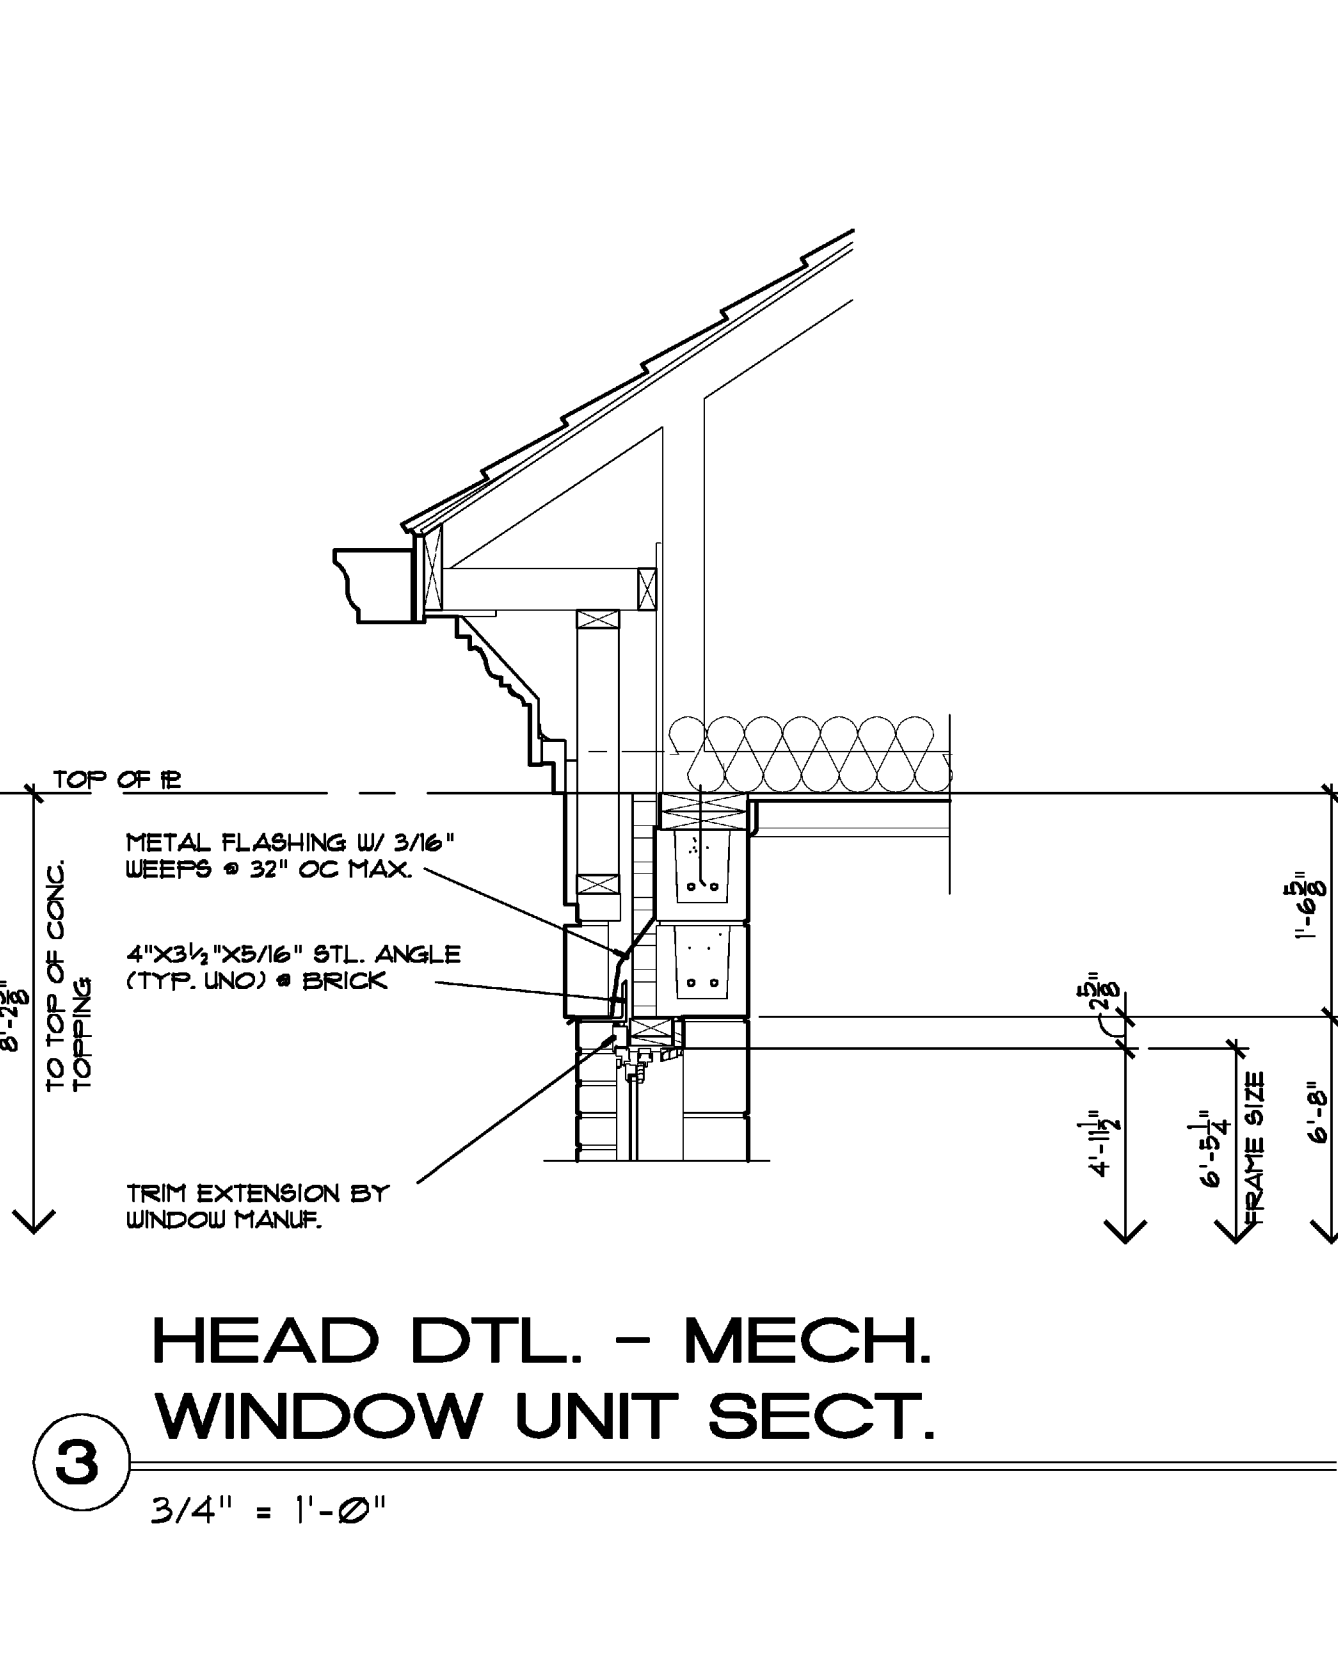 TOP OF PL
METAL FLASHING W/ 3/16"
WEEPS @ 32" OC MAX.
4"X3½"X5/16" STL. ANGLE
(TYP. UNO) @ BRICK
8'-2⅝"
TO TOP OF CONC.
TOPPING
TRIM EXTENSION BY
WINDOW MANUF.
1'-6⅝"
2⅝"
4'-11½"
6'-5¼"
FRAME SIZE
6'-8"
HEAD DTL. - MECH.
WINDOW UNIT SECT.
3
3/4" = 1'-0"